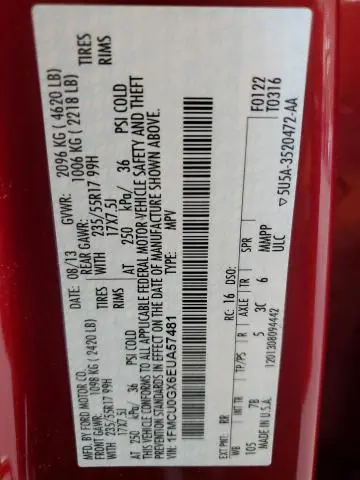 MFD. BY FORD MOTOR CO.
DATE: 08/13 GVWR: 2096 KG ( 4620 LB)
FRONT GAWR: 1098 KG ( 2420 LB) REAR GAWR: 1006 KG ( 2218 LB)
WITH 235/55R17 99H TIRES WITH 235/55R17 99H TIRES
17X7.5J RIMS 17X7.5J RIMS
AT 250 kPa/ 36 PSI COLD AT 250 kPa/ 36 PSI COLD
THIS VEHICLE CONFORMS TO ALL APPLICABLE FEDERAL MOTOR VEHICLE SAFETY AND THEFT
PREVENTION STANDARDS IN EFFECT ON THE DATE OF MANUFACTURE SHOWN ABOVE.
VIN: 1FMCU0GX6EUA57481
TYPE: MPV
F0122
T0316
EXT PNT: RR RC: 16 DSO:
WB INT TR TP/PS R AXLE TR SPR
105 7B 5 3C 6 MMPP
ULC
1201308094442
MADE IN U.S.A.
▽5U5A-3520472-AA